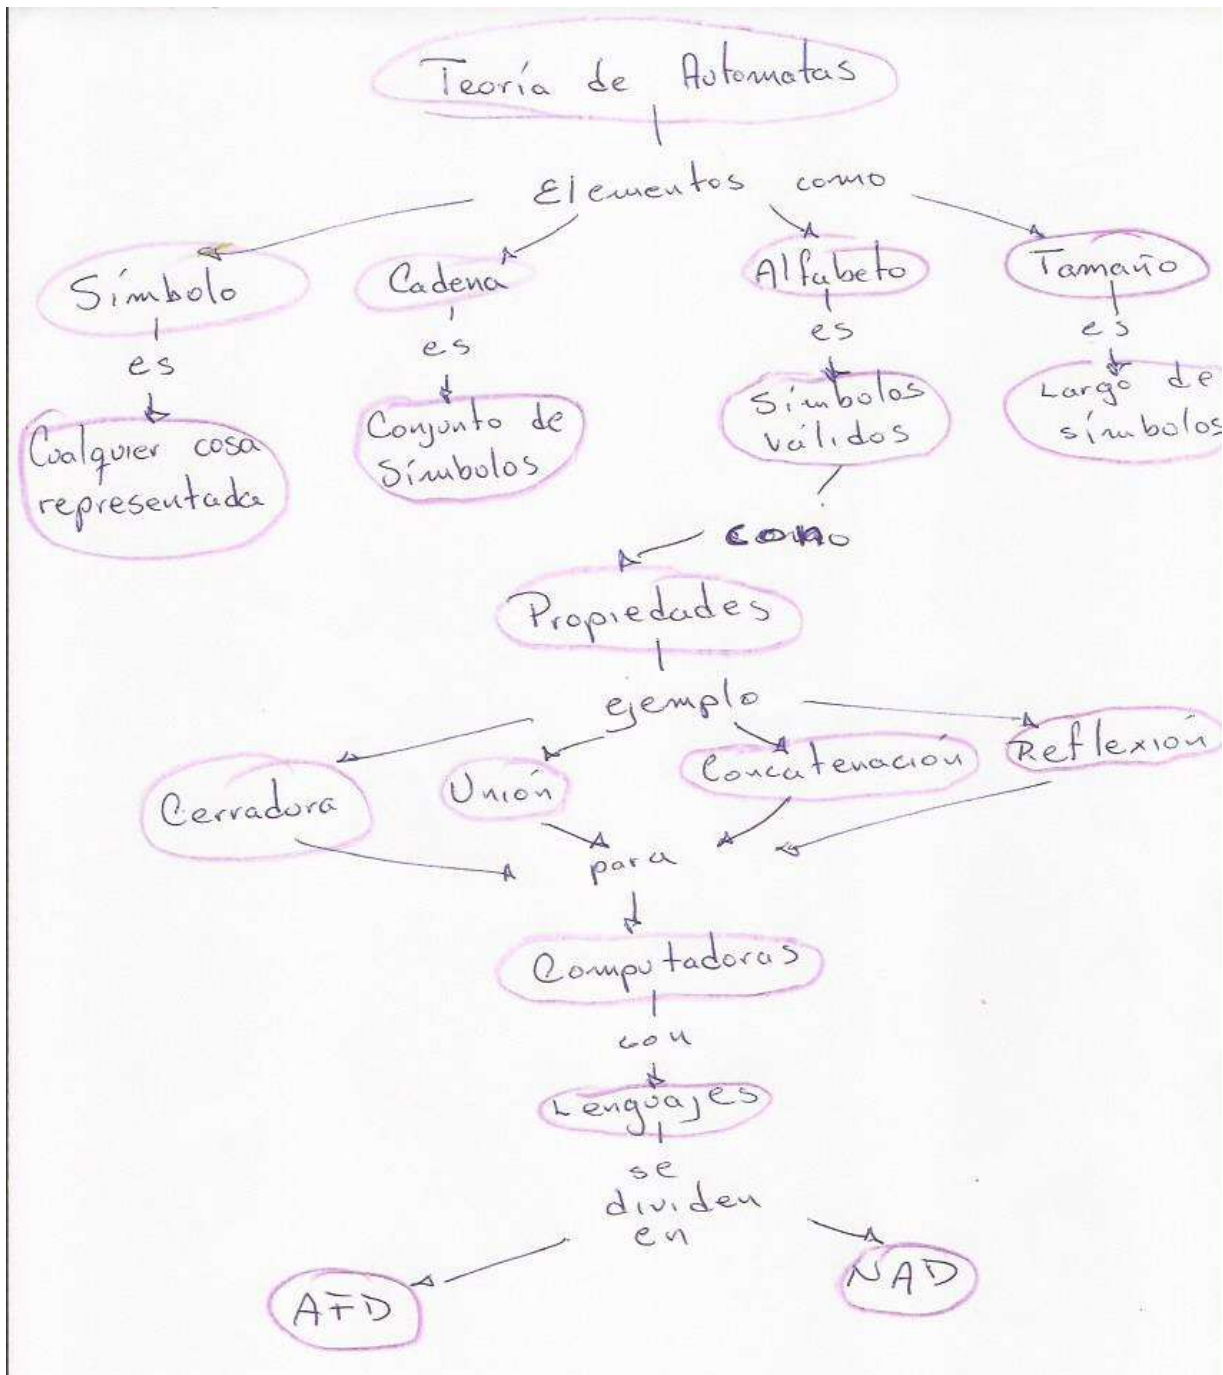 Teoría de Automatas
Elementos como
Símbolo
Cadena
Alfabeto
Tamaño
es
es
es
es
Cualquier cosa
representada
Conjunto de
Símbolos
Símbolos
válidos
Largo de
símbolos
como
Propiedades
ejemplo
Cerradura
Unión
Concatenación
Reflexión
para
Computadoras
con
Lenguajes
se
dividen
en
AFD
NAD